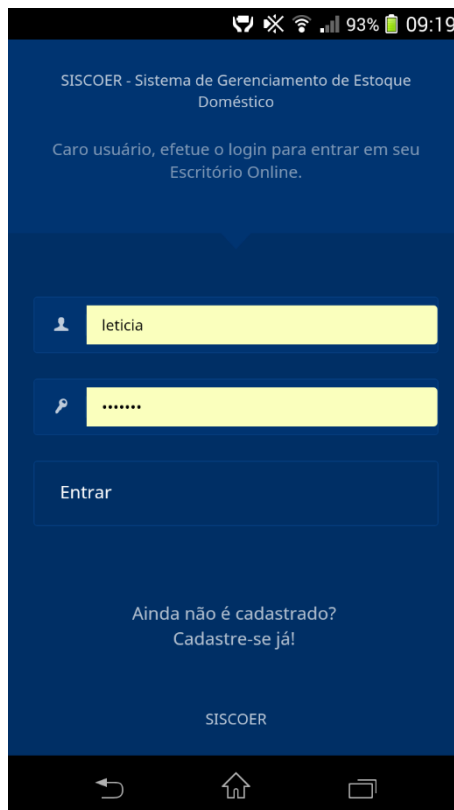 93% 09:19
SISCOER - Sistema de Gerenciamento de Estoque
Doméstico
Caro usuário, efetue o login para entrar em seu
Escritório Online.
leticia
•••••••
Entrar
Ainda não é cadastrado?
Cadastre-se já!
SISCOER